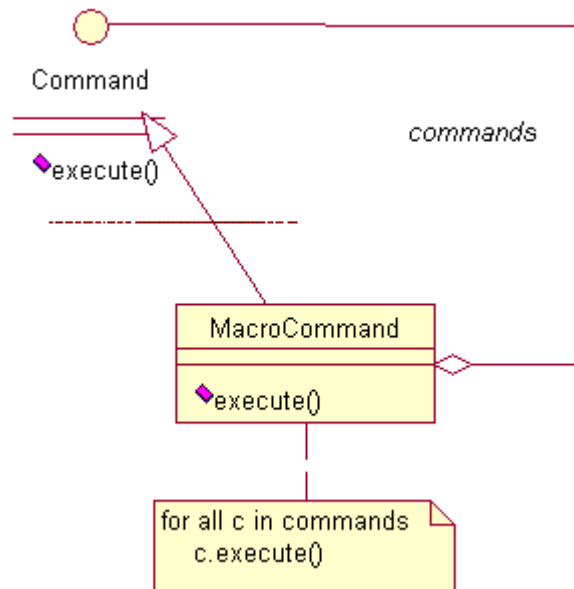 Command
commands
execute()
MacroCommand
execute()
for all c in commands
c.execute()